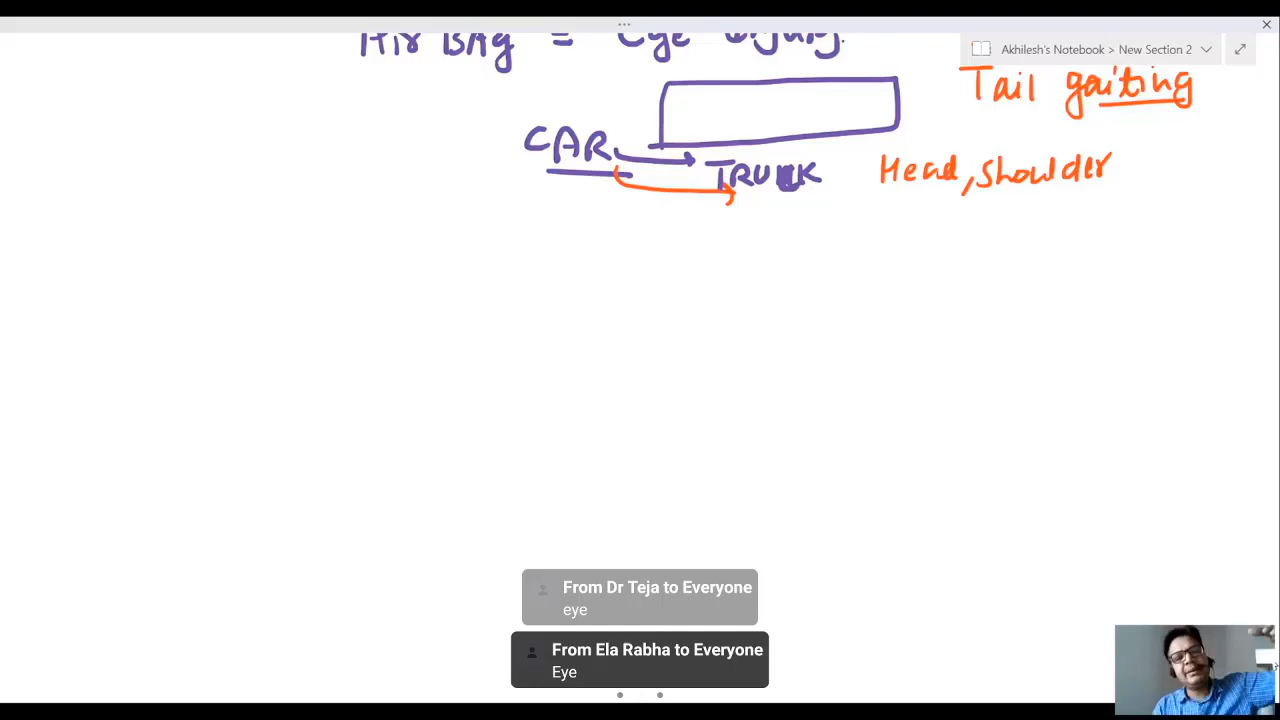 Air BAg = Eye injury.
Akhilesh's Notebook > New Section 2
Tail gaiting
CAR
TRUCK
Head, Shoulder
From Dr Teja to Everyone
eye
From Ela Rabha to Everyone
Eye